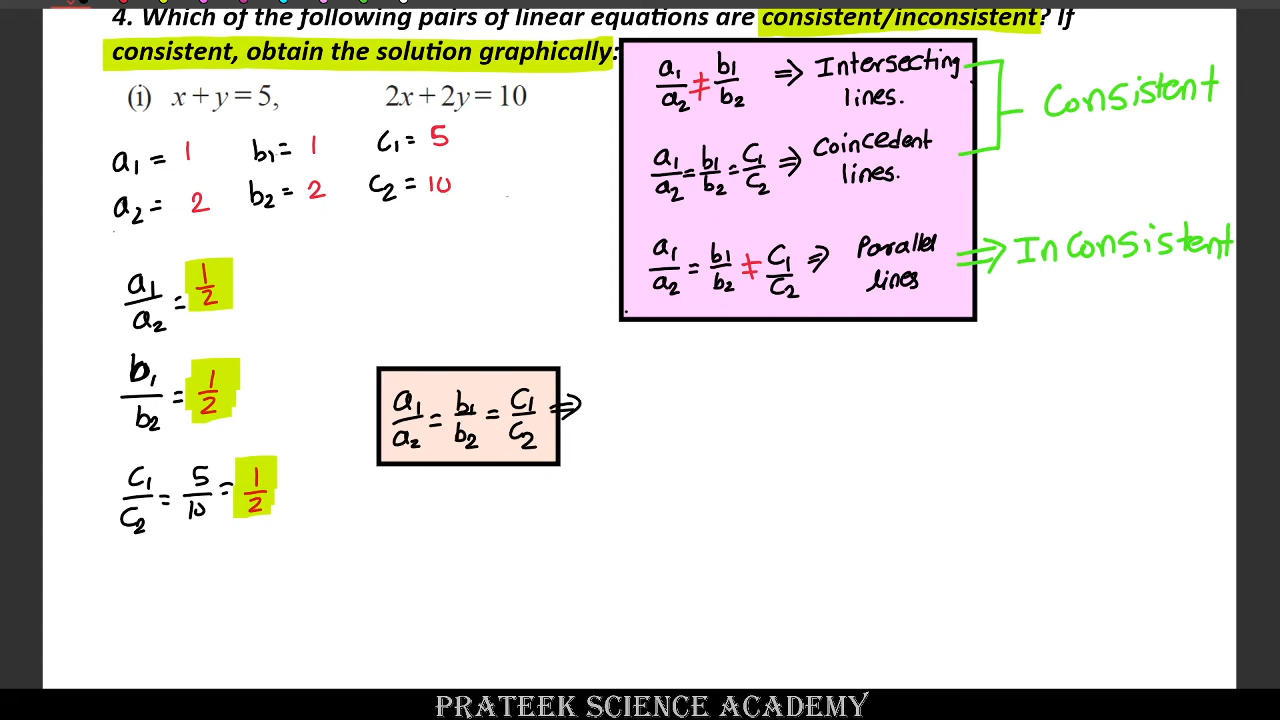 4. Which of the following pairs of linear equations are consistent/inconsistent? If
consistent, obtain the solution graphically:
(i) x + y = 5, 2x + 2y = 10
a₁ = 1 b₁ = 1 c₁ = 5
a₂ = 2 b₂ = 2 c₂ = 10
a₁/a₂ = 1/2
b₁/b₂ = 1/2
c₁/c₂ = 5/10 = 1/2
a₁/a₂ = b₁/b₂ = c₁/c₂ ⇒
a₁/a₂ ≠ b₁/b₂ ⇒ Intersecting
lines.
a₁/a₂ = b₁/b₂ = c₁/c₂ ⇒ Coincedent
lines.
Consistent
a₁/a₂ = b₁/b₂ ≠ c₁/c₂ ⇒ Parallel
lines
⇒ Inconsistent
PRATEEK SCIENCE ACADEMY